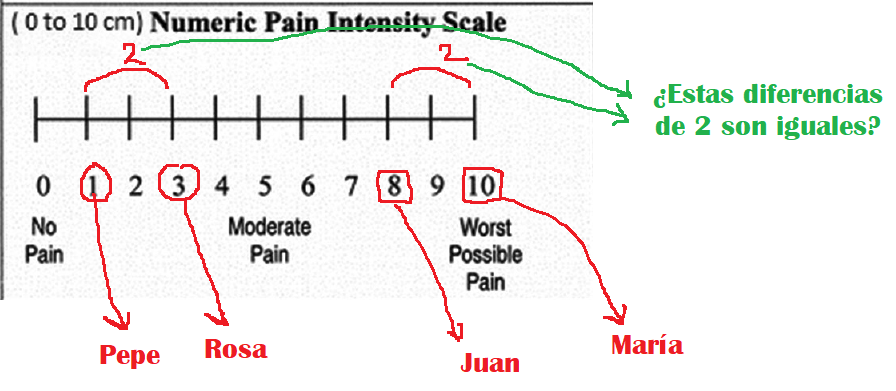 ( 0 to 10 cm) Numeric Pain Intensity Scale
2 2
¿Estas diferencias
de 2 son iguales?
0 1 2 3 4 5 6 7 8 9 10
No Moderate Worst
Pain Pain Possible
Pain
Pepe Rosa Juan María